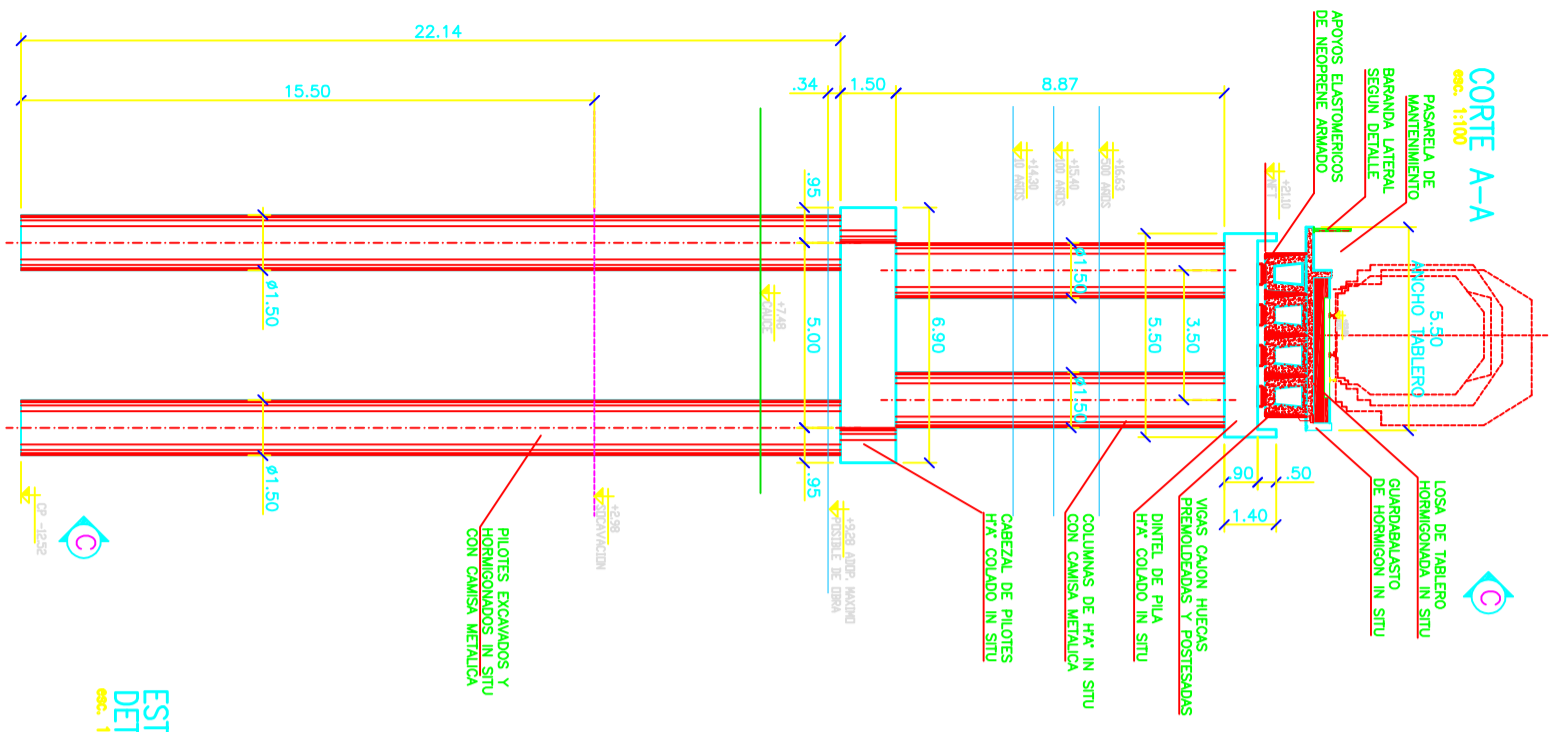 CORTE A-A
esc. 1:100
PASARELA DE
MANTENIMIENTO
BARANDA LATERAL
SEGUN DETALLE
APOYOS ELASTOMERICOS
DE NEOPRENE ARMADO
5.50
ANCHO TABLERO
+21.10
LOSA DE TABLERO
HORMIGONADA IN SITU
GUARDABALASTO
DE HORMIGON IN SITU
.50
.90
1.40
VIGAS CAJON HUECAS
PREMOLDEADAS Y POSTESADAS
DINTEL DE PILA
H°A° COLADO IN SITU
COLUMNAS DE H°A° IN SITU
CON CAMISA METALICA
CABEZAL DE PILOTES
H°A° COLADO IN SITU
8.87
3.50
5.50
ø1.50
ø1.50
+16.63
500 AÑOS
+15.40
100 AÑOS
+14.30
10 AÑOS
1.50
.34
6.90
.95
5.00
.95
+9.28 ADOP. MAXIMO
POSIBLE DE OBRA
+7.48
CAUCE
+2.98
SOCAVACION
22.14
15.50
ø1.50
ø1.50
PILOTES EXCAVADOS Y
HORMIGONADOS IN SITU
CON CAMISA METALICA
CP -12.52
C
C
EST
DET
esc. 1